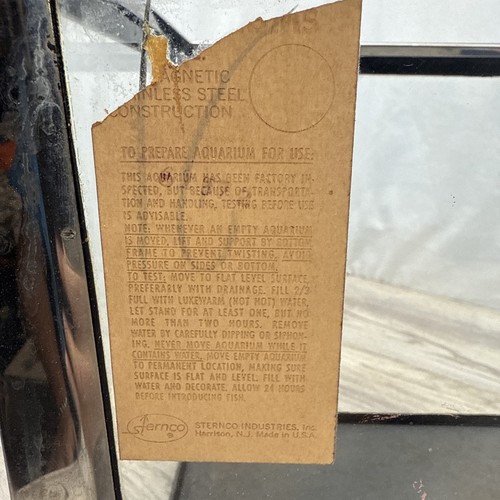 AGNETIC
INLESS STEEL
CONSTRUCTION
TO PREPARE AQUARIUM FOR USE:
THIS AQUARIUM HAS BEEN FACTORY IN-
SPECTED, BUT BECAUSE OF TRANSPORTA-
TION AND HANDLING, TESTING BEFORE USE
IS ADVISABLE.
NOTE: WHENEVER AN EMPTY AQUARIUM
IS MOVED, LIFT AND SUPPORT BY BOTTOM
FRAME TO PREVENT TWISTING. AVOID
PRESSURE ON SIDES OR BOTTOM.
TO TEST: MOVE TO FLAT LEVEL SURFACE,
PREFERABLY WITH DRAINAGE. FILL 2/3
FULL WITH LUKEWARM (NOT HOT) WATER.
LET STAND FOR AT LEAST ONE, BUT NO
MORE THAN TWO HOURS. REMOVE
WATER BY CAREFULLY DIPPING OR SIPHON-
ING. NEVER MOVE AQUARIUM WHILE IT
CONTAINS WATER. MOVE EMPTY AQUARIUM
TO PERMANENT LOCATION, MAKING SURE
SURFACE IS FLAT AND LEVEL. FILL WITH
WATER AND DECORATE. ALLOW 24 HOURS
BEFORE INTRODUCING FISH.
Sternco ®
STERNCO INDUSTRIES, Inc.
Harrison, N.J. Made in U.S.A.